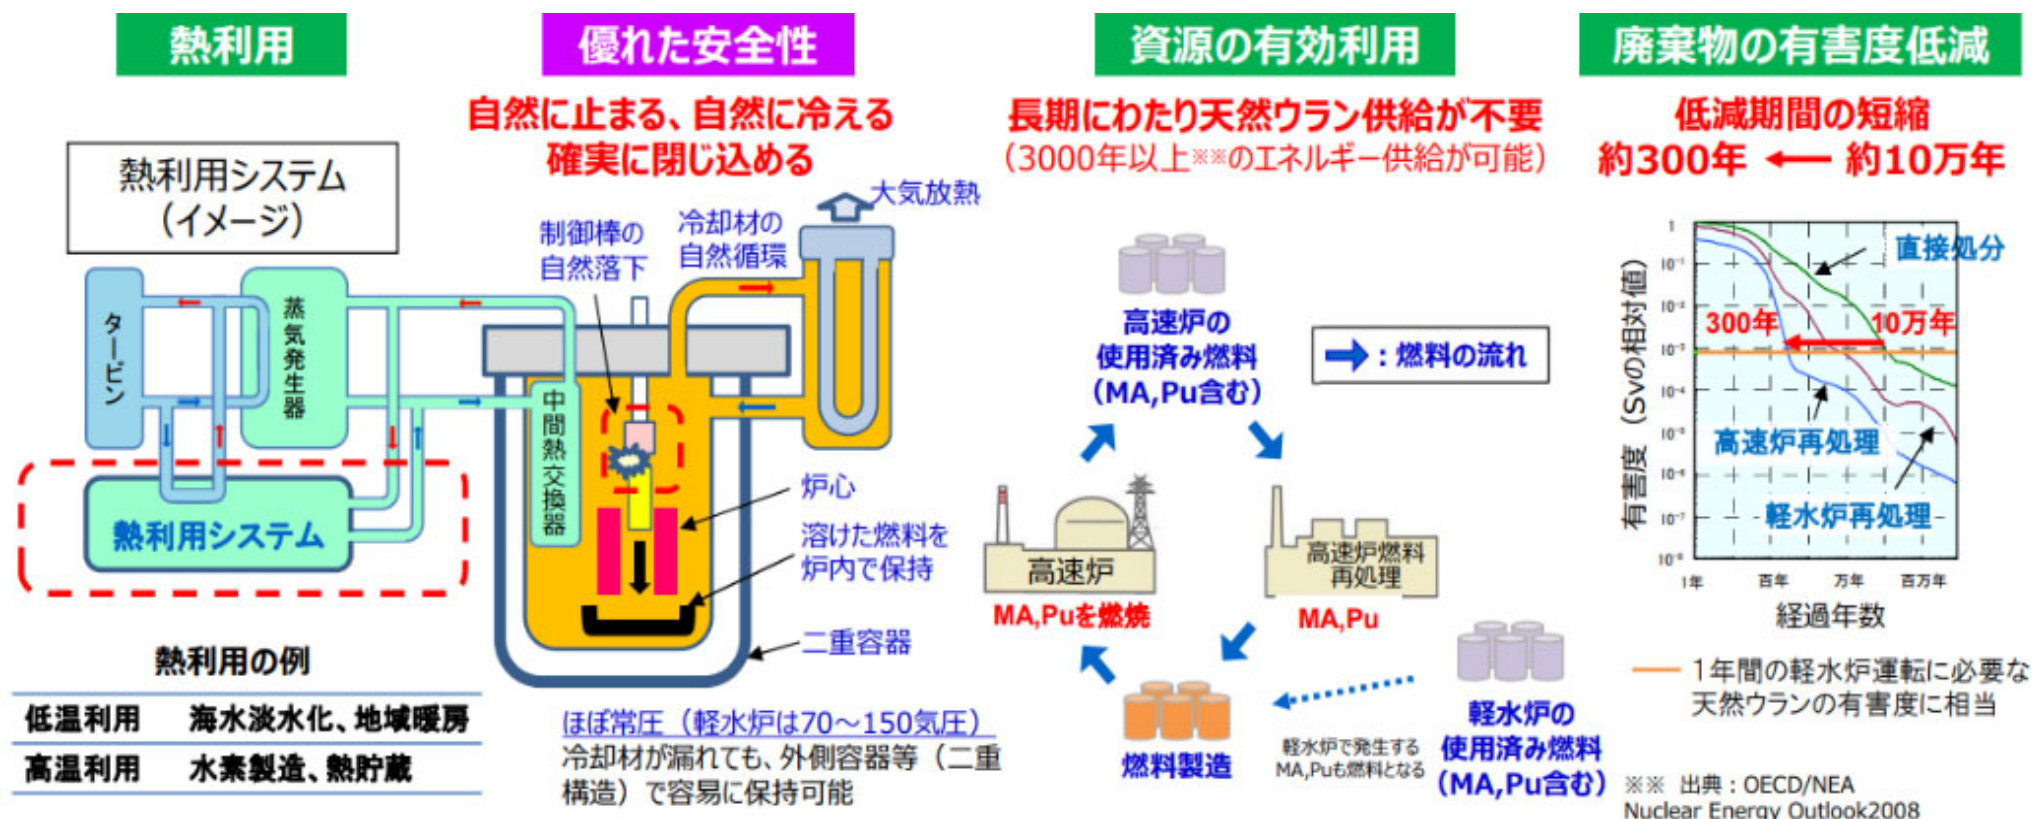 熱利用
優れた安全性
資源の有効利用
廃棄物の有害度低減
熱利用システム
（イメージ）
タービン
蒸気発生器
熱利用システム
熱利用の例
低温利用 海水淡水化、地域暖房
高温利用 水素製造、熱貯蔵
自然に止まる、自然に冷える
確実に閉じ込める
制御棒の
自然落下
冷却材の
自然循環
大気放熱
中間熱交換器
炉心
溶けた燃料を
炉内で保持
二重容器
ほぼ常圧（軽水炉は70～150気圧）
冷却材が漏れても、外側容器等（二重
構造）で容易に保持可能
長期にわたり天然ウラン供給が不要
（3000年以上※※のエネルギー供給が可能）
高速炉の
使用済み燃料
（MA,Pu含む）
：燃料の流れ
高速炉
MA,Puを燃焼
高速炉燃料
再処理
MA,Pu
燃料製造
軽水炉で発生する
MA,Puも燃料となる
軽水炉の
使用済み燃料
（MA,Pu含む）
低減期間の短縮
約300年 ← 約10万年
有害度（Svの相対値）
1
10⁻¹
10⁻²
10⁻³
10⁻⁴
10⁻⁵
10⁻⁶
10⁻⁷
10⁻⁸
直接処分
300年
10万年
高速炉再処理
軽水炉再処理
1年 百年 万年 百万年
経過年数
1年間の軽水炉運転に必要な
天然ウランの有害度に相当
※※ 出典：OECD/NEA
Nuclear Energy Outlook2008